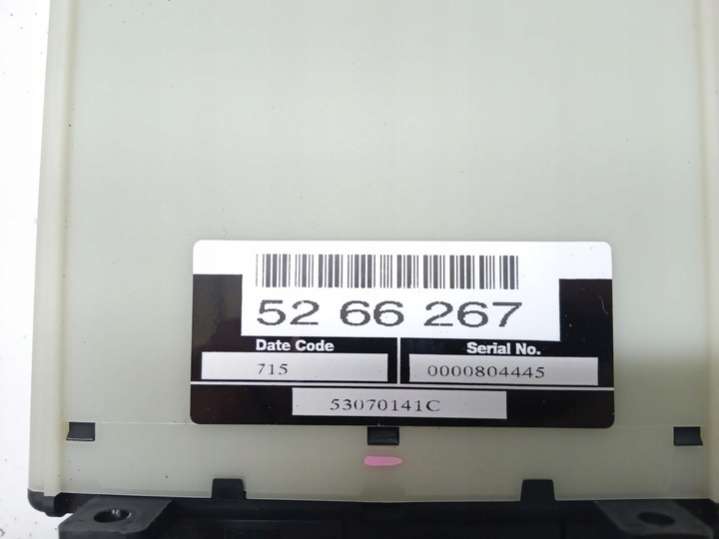 52 66 267
Date Code Serial No.
715 0000804445
53070141C